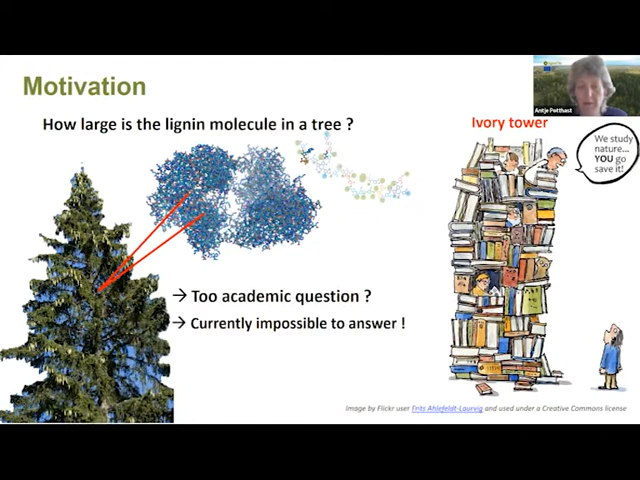 Motivation
How large is the lignin molecule in a tree ?
Ivory tower
Antje Potthast
We study
nature...
YOU go
save it!
→ Too academic question ?
→ Currently impossible to answer !
Image by Flickr user Frits Ahlefeldt-Laurvig and used under a Creative Commons license